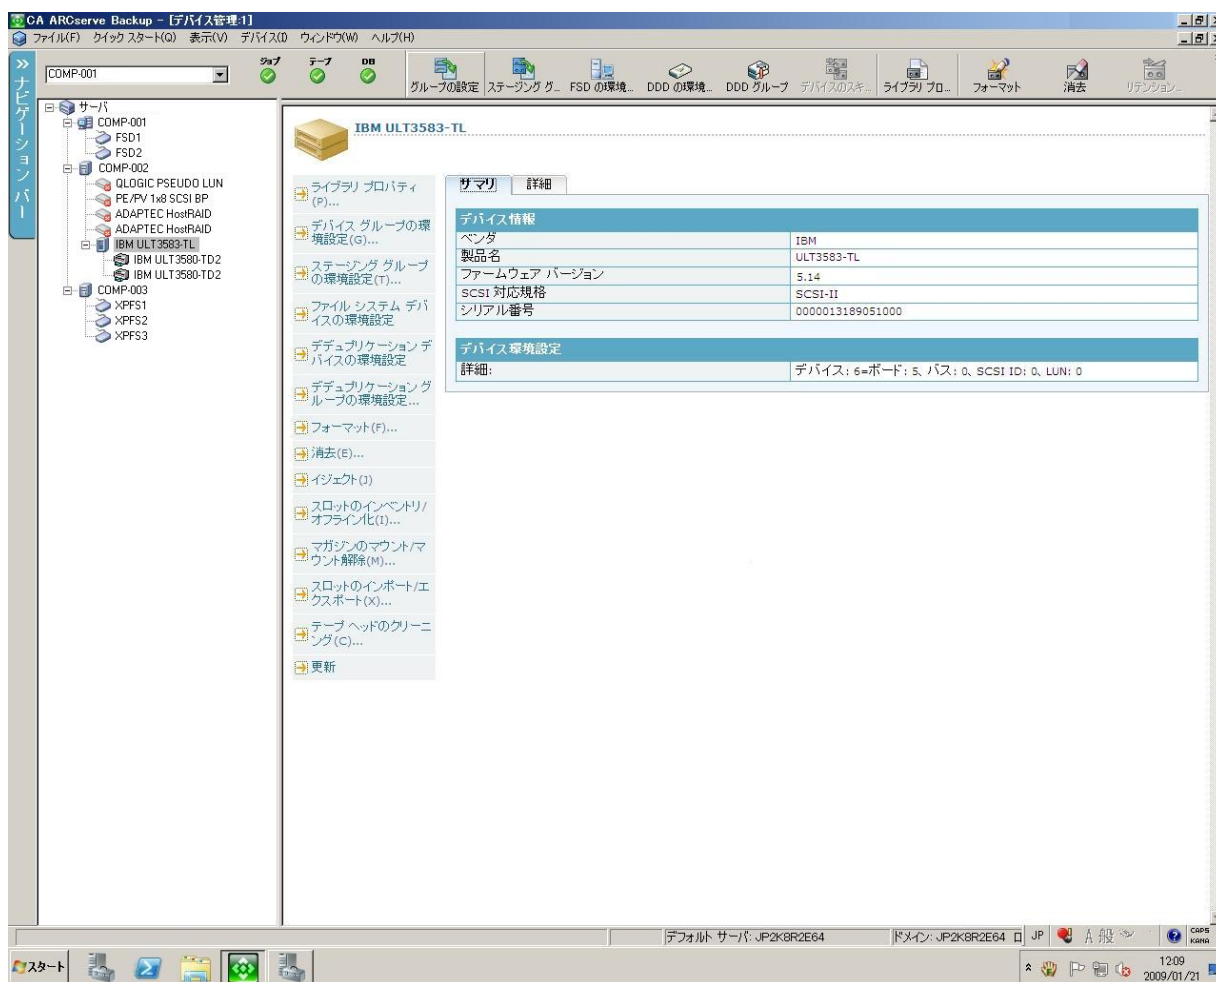 CA ARCserve Backup - [デバイス管理:1]
ファイル(F) クイック スタート(Q) 表示(V) デバイス(I) ウィンドウ(W) ヘルプ(H)
COMP-001
ジョブ テープ DB
グループの設定 ステージング グ... FSD の環境... DDD の環境... DDD グループ デバイスのスキ... ライブラリ プロ... フォーマット 消去 リテンション...
ナビゲーション バー
サーバ
COMP-001
FSD1
FSD2
COMP-002
QLOGIC PSEUDO LUN
PE/PV 1x8 SCSI BP
ADAPTEC HostRAID
ADAPTEC HostRAID
IBM ULT3583-TL
IBM ULT3580-TD2
IBM ULT3580-TD2
COMP-003
XPFS1
XPFS2
XPFS3
IBM ULT3583-TL
ライブラリ プロパティ
(P)...
デバイス グループの環
境設定(G)...
ステージング グループ
の環境設定(T)...
ファイル システム デバ
イスの環境設定
デデュプリケーション デ
バイスの環境設定
デデュプリケーション グ
ループの環境設定...
フォーマット(F)...
消去(E)...
イジェクト(J)
スロットのインベントリ/
オフライン化(I)...
マガジンのマウント/マ
ウント解除(M)...
スロットのインポート/エ
クスポート(X)...
テープ ヘッドのクリーニ
ング(C)...
更新
サマリ 詳細
デバイス情報
ベンダ IBM
製品名 ULT3583-TL
ファームウェア バージョン 5.14
SCSI 対応規格 SCSI-II
シリアル番号 0000013189051000
デバイス環境設定
詳細: デバイス: 6=ボード: 5、バス: 0、SCSI ID: 0、LUN: 0
デフォルト サーバ: JP2K8R2E64 ドメイン: JP2K8R2E64 JP A 般 CAPS
KANA
スタート 12:09
2009/01/21